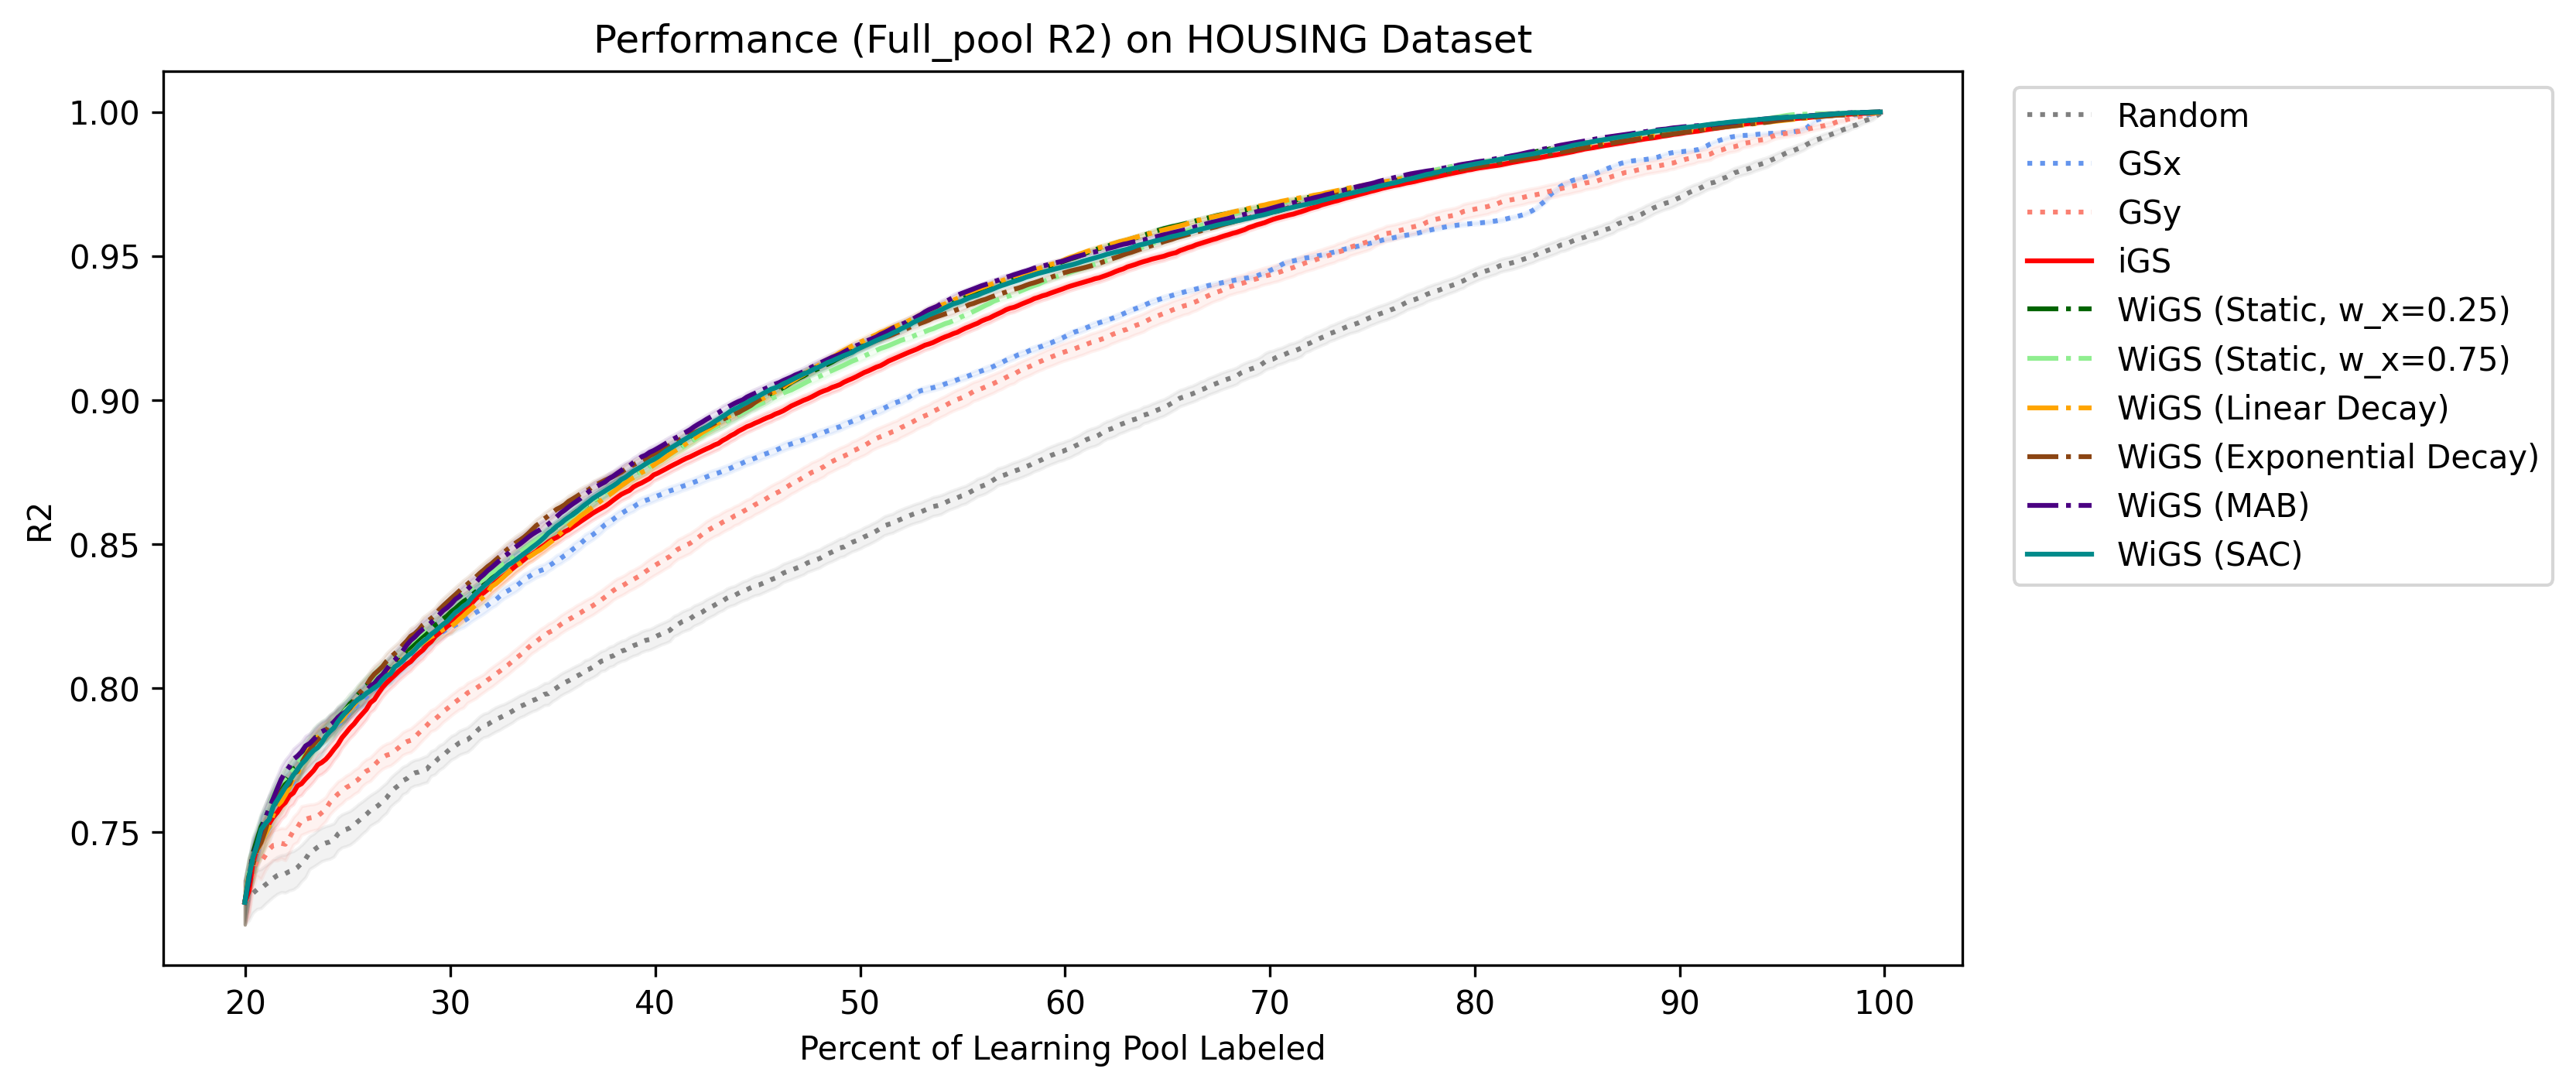 Performance (Full_pool R2) on HOUSING Dataset
1.00
0.95
0.90
0.85
0.80
0.75
R2
20 30 40 50 60 70 80 90 100
Percent of Learning Pool Labeled
Random
GSx
GSy
iGS
WiGS (Static, w_x=0.25)
WiGS (Static, w_x=0.75)
WiGS (Linear Decay)
WiGS (Exponential Decay)
WiGS (MAB)
WiGS (SAC)